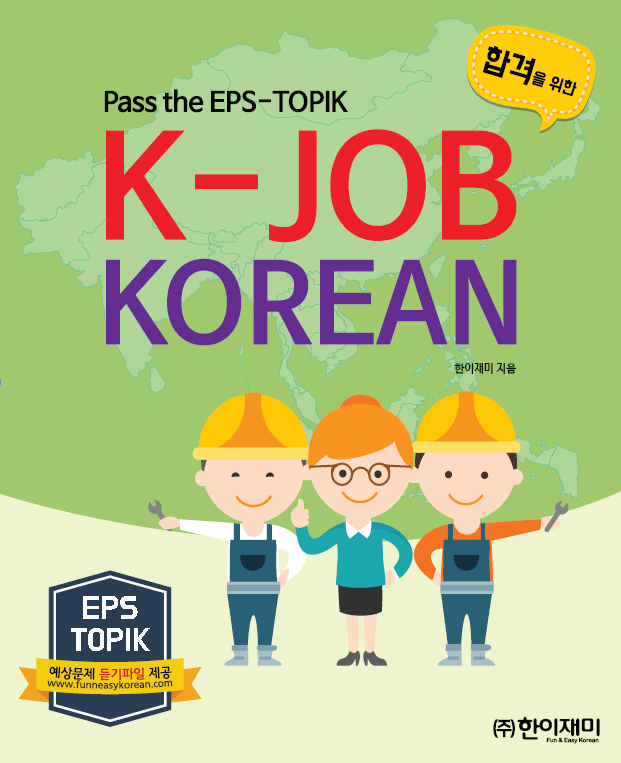 합격을 위한
Pass the EPS-TOPIK
K-JOB
KOREAN
한이재미 지음
EPS
TOPIK
예상문제 듣기파일 제공
www.funneasykorean.com
(주)한이재미
Fun & Easy Korean